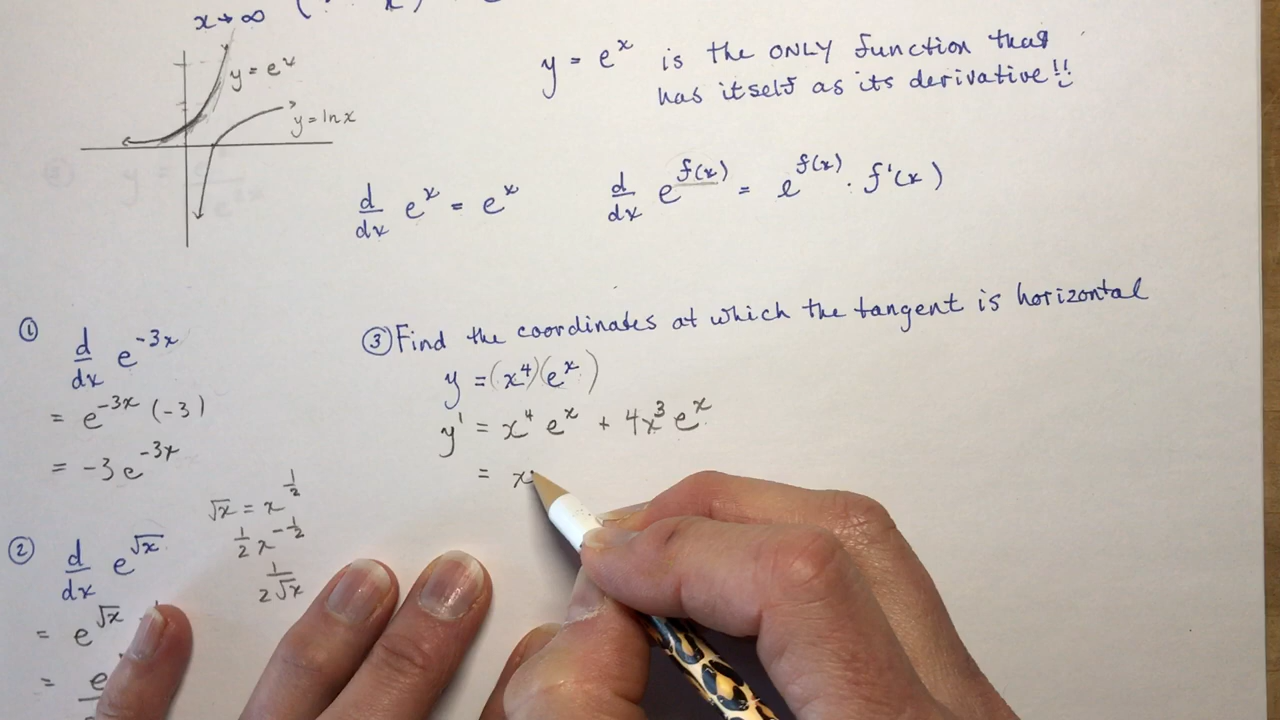 x→∞
y = e^x
y = ln x
y = e^x is the ONLY function that
has itself as its derivative!!
d/dx e^x = e^x
d/dx e^f(x) = e^f(x) · f'(x)
① d/dx e^-3x
= e^-3x (-3)
= -3e^-3x
② d/dx e^√x
√x = x^1/2
1/2 x^-1/2
1/2√x
= e^√x
= e
③ Find the coordinates at which the tangent is horizontal
y = (x^4)(e^x)
y' = x^4 e^x + 4x^3 e^x
= x